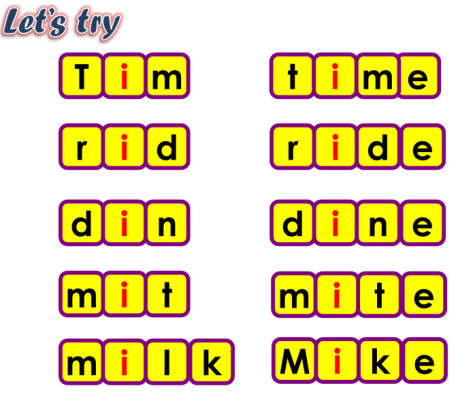 Let's try
Tim time
rid ride
din dine
mit mite
milk Mike